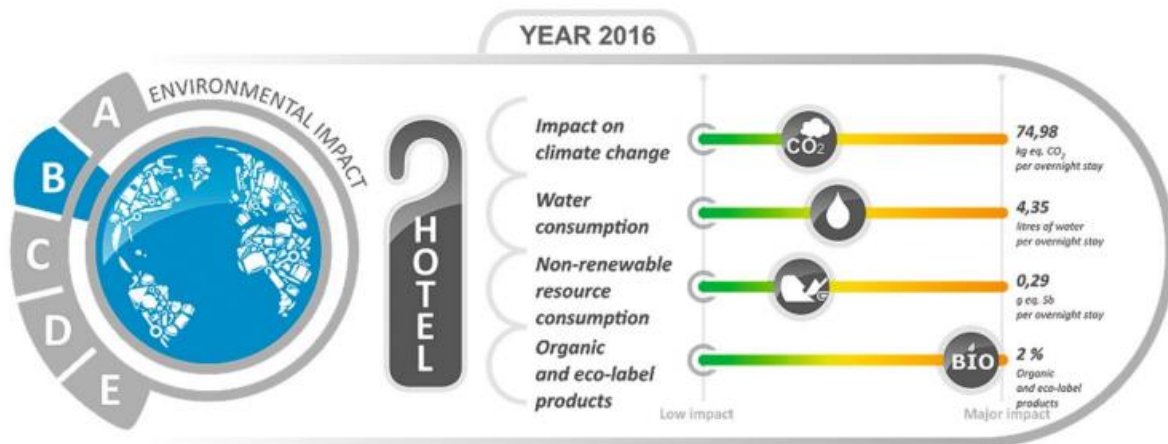 YEAR 2016
ENVIRONMENTAL IMPACT
A
B
C
D
E
HOTEL
Impact on
climate change
CO₂
74,98
kg eq. CO₂
per overnight stay
Water
consumption
4,35
litres of water
per overnight stay
Non-renewable
resource
consumption
0,29
g eq. Sb
per overnight stay
Organic
and eco-label
products
BIO
2 %
Organic
and eco-label
products
Low impact
Major impact